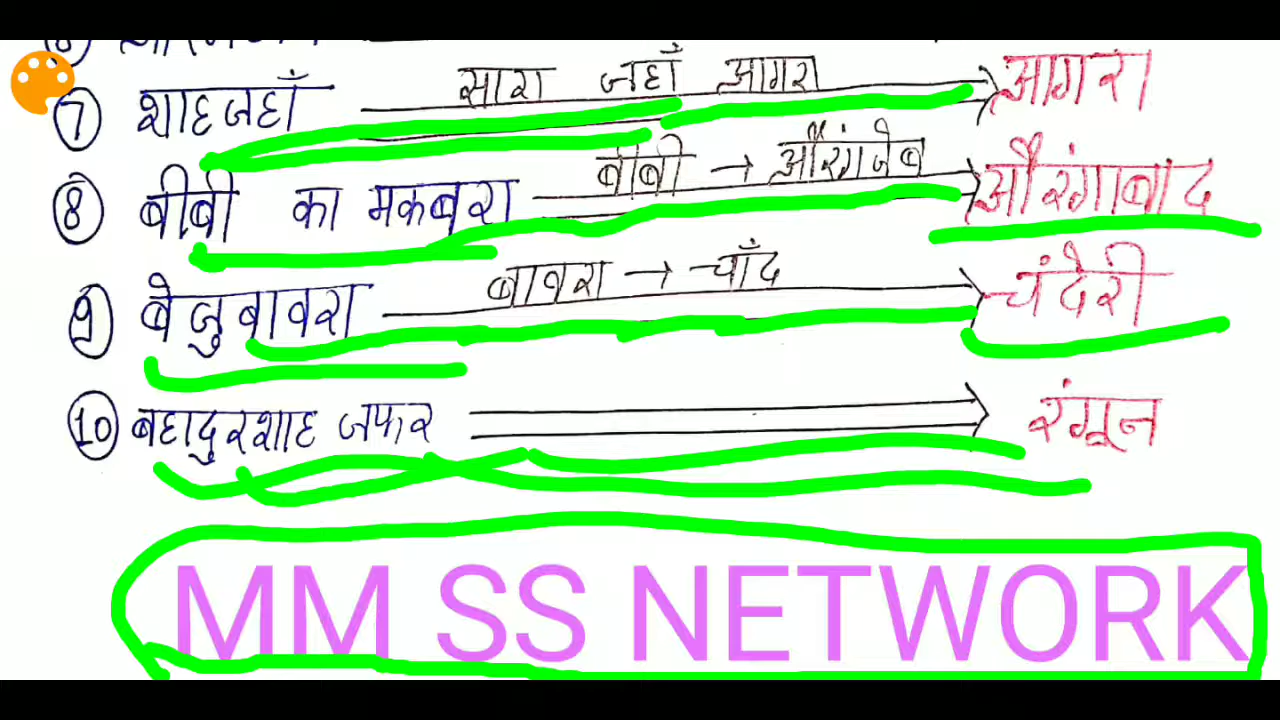 ⑦ शाहजहाँ सारा जहाँ आगरा आगरा
⑧ बीबी का मकबरा बीबी → औरंगजेब औरंगाबाद
⑨ बेजुबावरा बावरा → चाँद चंदेरी
⑩ बहादुरशाह जफर रंगून
MM SS NETWORK